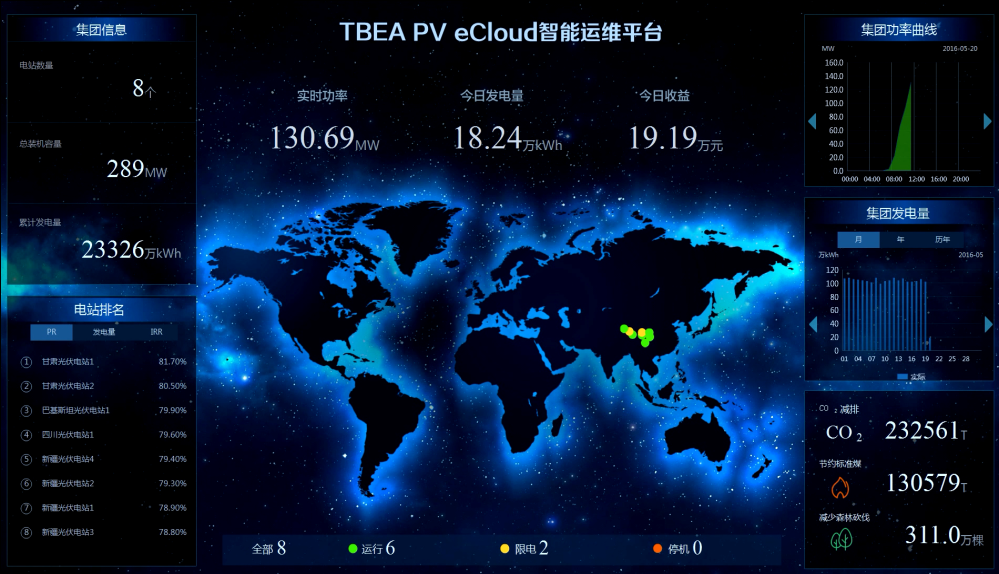 TBEA PV eCloud智能运维平台
集团信息
电站数量
8个
总装机容量
289MW
累计发电量
23326万kWh
电站排名
PR 发电量 IRR
1 甘肃光伏电站1 81.70%
2 甘肃光伏电站2 80.50%
3 巴基斯坦光伏电站1 79.90%
4 四川光伏电站1 79.60%
5 新疆光伏电站4 79.40%
6 新疆光伏电站2 79.30%
7 新疆光伏电站1 78.90%
8 新疆光伏电站3 78.80%
实时功率 今日发电量 今日收益
130.69MW 18.24万kWh 19.19万元
全部 8 运行 6 限电 2 停机 0
集团功率曲线
MW 2016-05-20
160.0
140.0
120.0
100.0
80.0
60.0
40.0
20.0
0.0
00:00 04:00 08:00 12:00 16:00 20:00
集团发电量
月 年 历年
万kWh 2016-05
120
100
80
60
40
20
0
01 04 07 10 13 16 19 22 25 28
实际
CO 2 减排
CO 2 232561T
节约标准煤
130579T
减少森林砍伐
311.0万棵